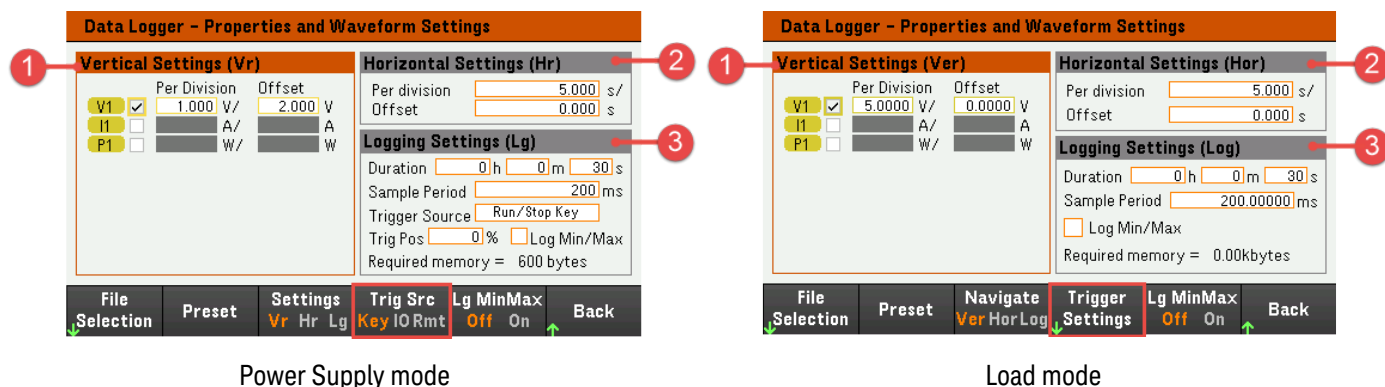 Data Logger – Properties and Waveform Settings
1
Vertical Settings (Vr)
Per Division Offset
V1 1.000 V/ 2.000 V
I1 A/ A
P1 W/ W
Horizontal Settings (Hr)
2
Per division 5.000 s/
Offset 0.000 s
Logging Settings (Lg)
3
Duration 0 h 0 m 30 s
Sample Period 200 ms
Trigger Source Run/Stop Key
Trig Pos 0 % Log Min/Max
Required memory = 600 bytes
File
Selection
Preset
Settings
Vr Hr Lg
Trig Src
Key IO Rmt
Lg MinMax
Off On
Back
Power Supply mode
Data Logger – Properties and Waveform Settings
1
Vertical Settings (Ver)
Per Division Offset
V1 5.0000 V/ 0.0000 V
I1 A/ A
P1 W/ W
Horizontal Settings (Hor)
2
Per division 5.000 s/
Offset 0.000 s
Logging Settings (Log)
3
Duration 0 h 0 m 30 s
Sample Period 200.00000 ms
Log Min/Max
Required memory = 0.00kbytes
File
Selection
Preset
Navigate
Ver Hor Log
Trigger
Settings
Lg MinMax
Off On
Back
Load mode